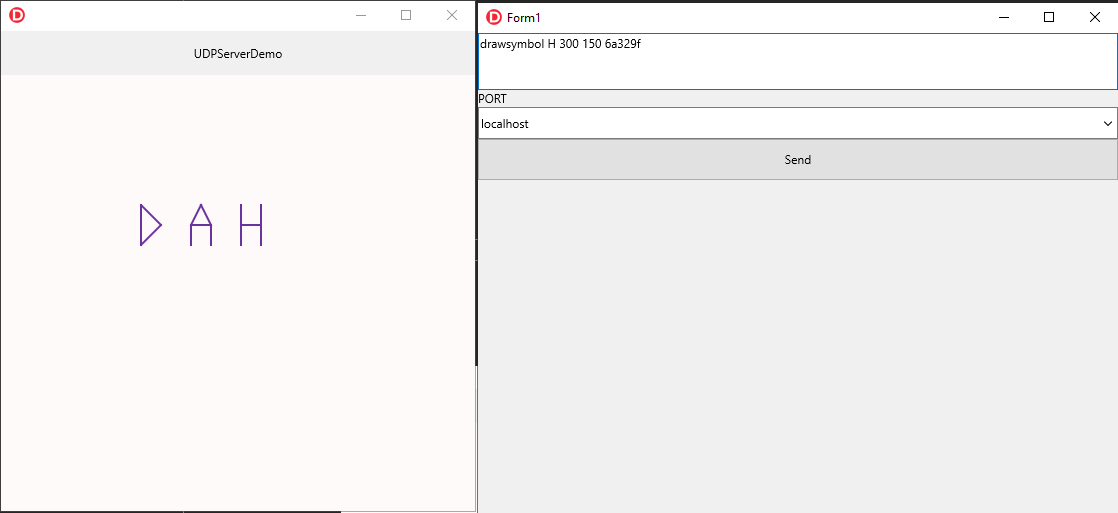 UDPServerDemo
D A H
Form1
drawsymbol H 300 150 6a329f
PORT
localhost
Send